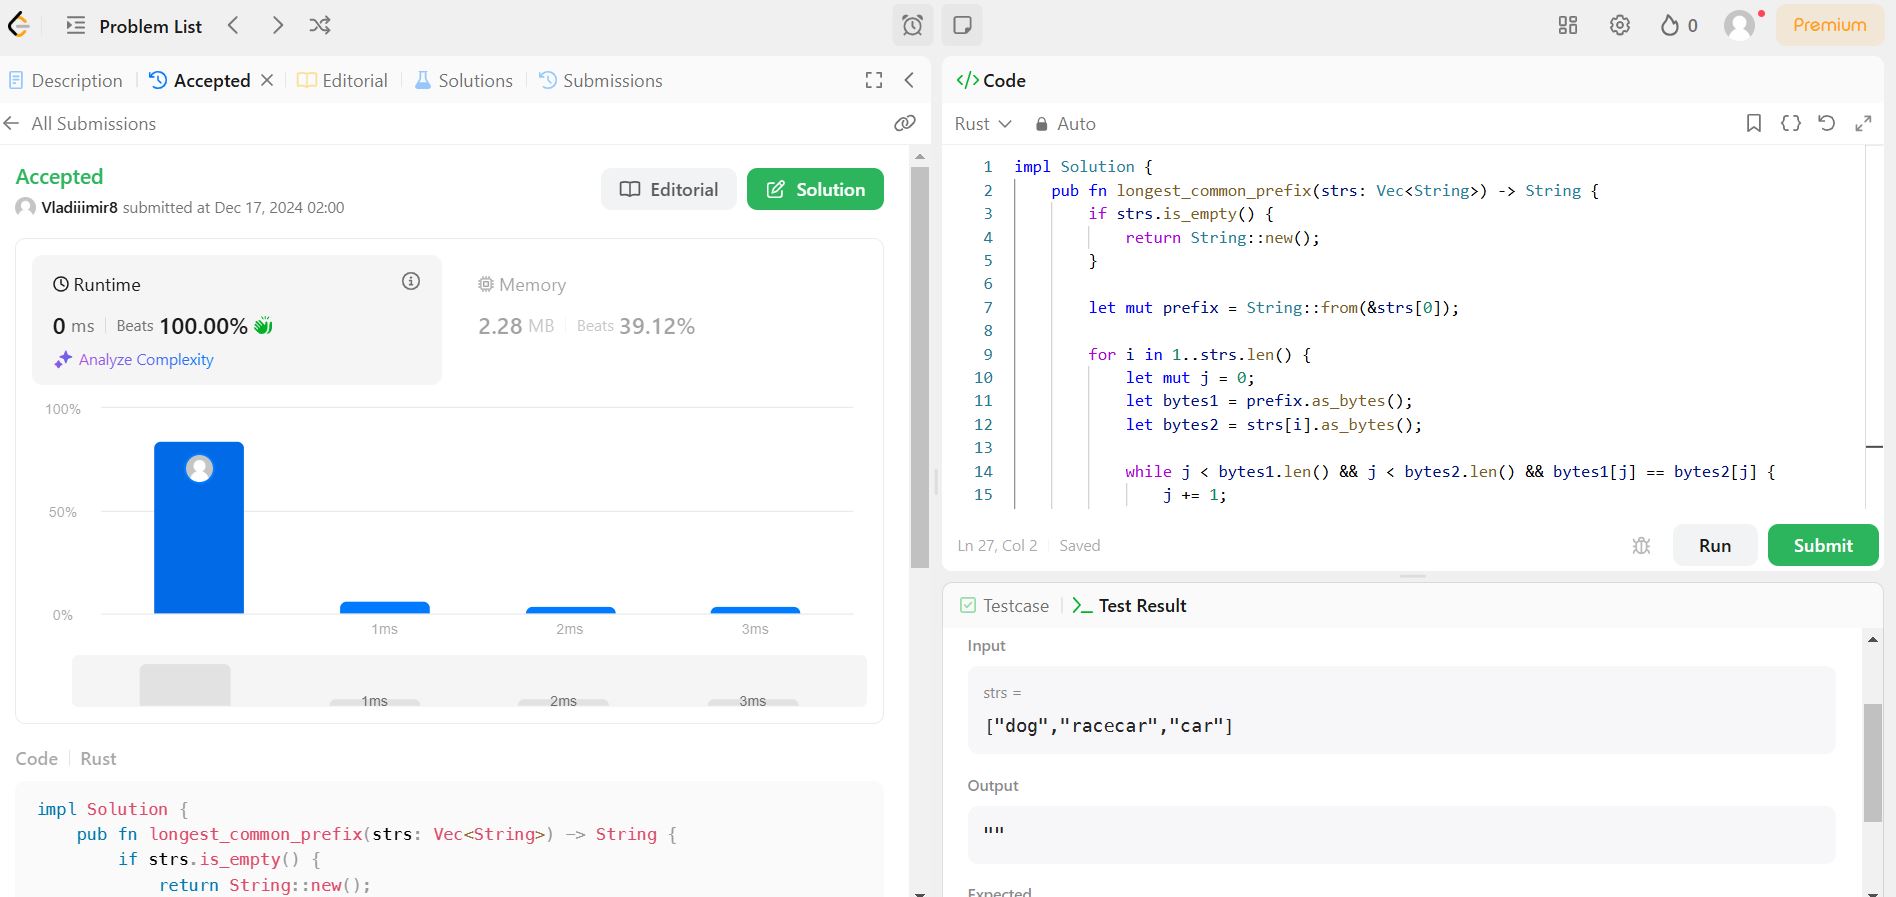 Problem List
0
Premium
Description
Accepted
Editorial
Solutions
Submissions
All Submissions
Accepted
Vladiiimir8 submitted at Dec 17, 2024 02:00
Editorial
Solution
Runtime
0 ms
Beats 100.00%
Analyze Complexity
Memory
2.28 MB
Beats 39.12%
100%
50%
0%
1ms
2ms
3ms
1ms
2ms
3ms
Code
Rust
impl Solution {
pub fn longest_common_prefix(strs: Vec<String>) -> String {
if strs.is_empty() {
return String::new();
</> Code
Rust
Auto
1 impl Solution {
2 pub fn longest_common_prefix(strs: Vec<String>) -> String {
3 if strs.is_empty() {
4 return String::new();
5 }
6
7 let mut prefix = String::from(&strs[0]);
8
9 for i in 1..strs.len() {
10 let mut j = 0;
11 let bytes1 = prefix.as_bytes();
12 let bytes2 = strs[i].as_bytes();
13
14 while j < bytes1.len() && j < bytes2.len() && bytes1[j] == bytes2[j] {
15 j += 1;
Ln 27, Col 2
Saved
Run
Submit
Testcase
Test Result
Input
strs =
["dog","racecar","car"]
Output
""
Expected